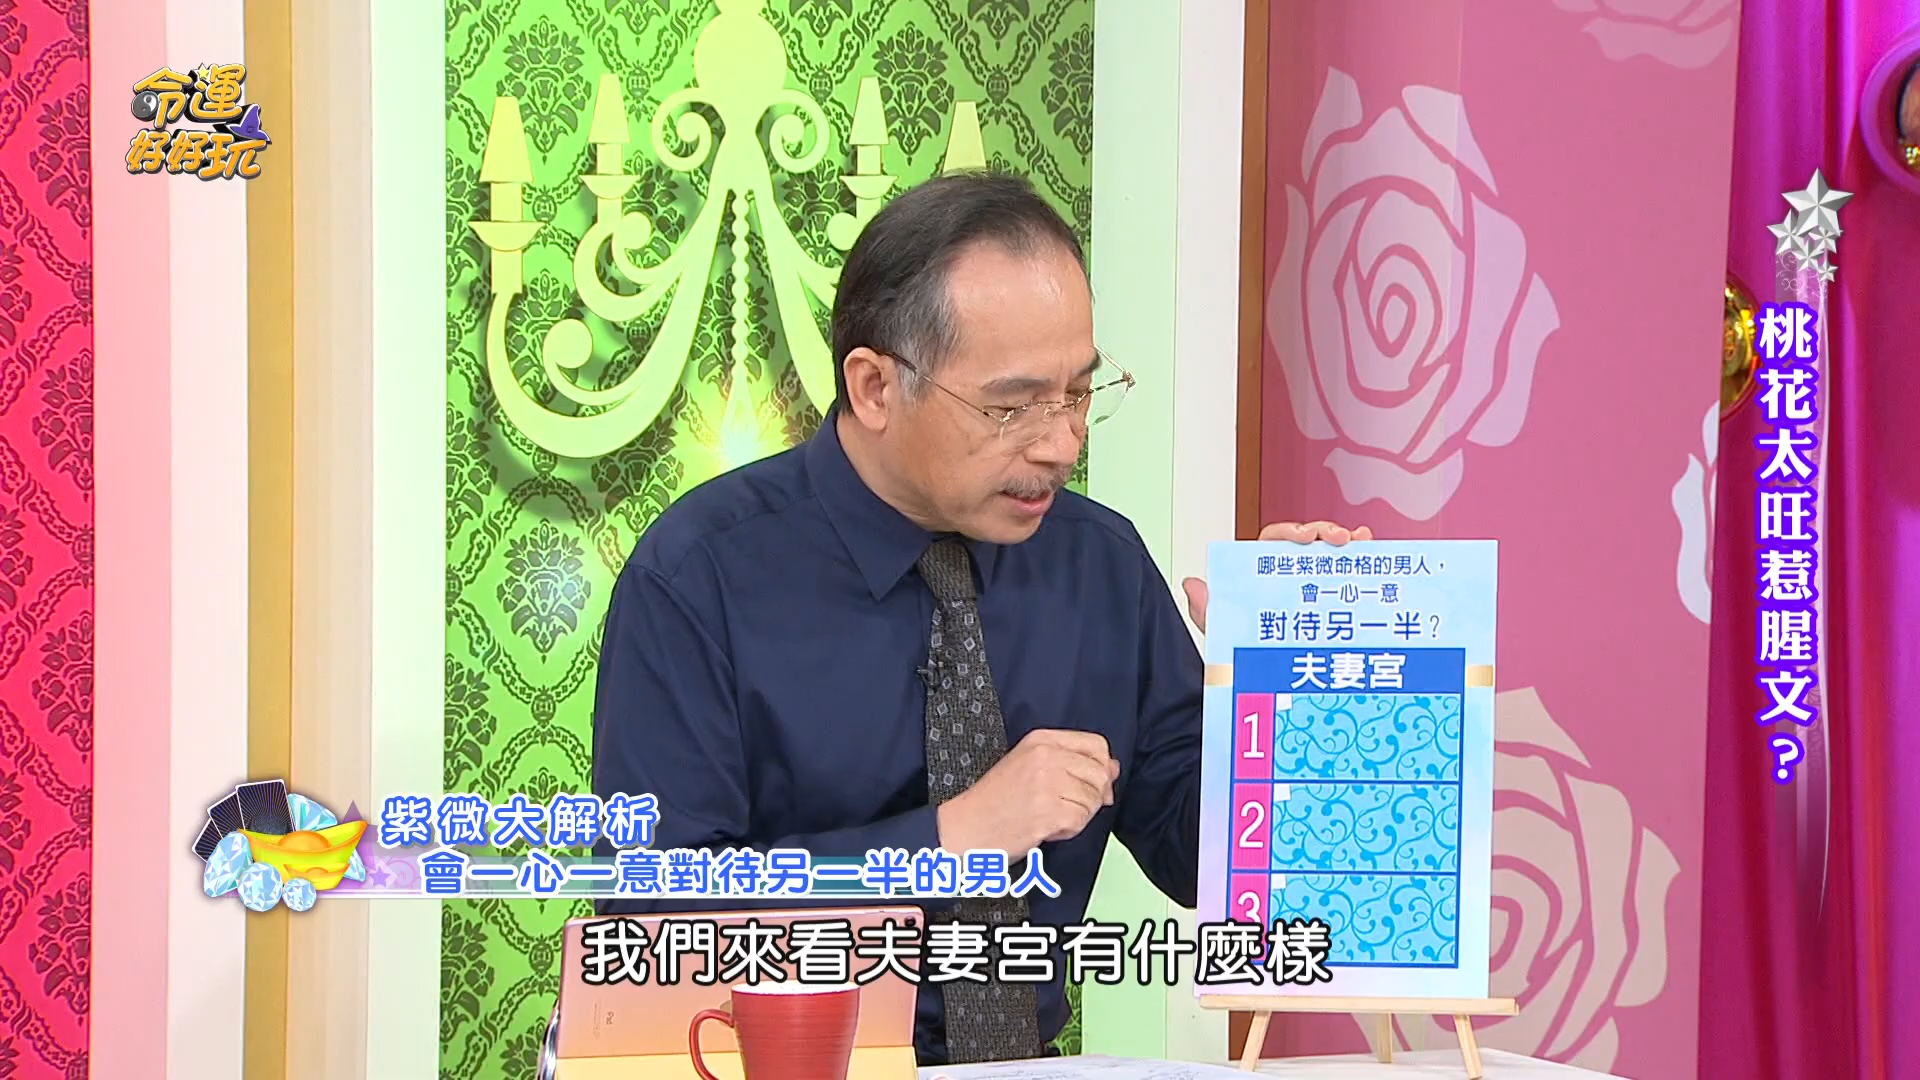 命運
好好玩
桃花太旺惹腥文？
哪些紫微命格的男人，
會一心一意
對待另一半？
夫妻宮
1
2
3
紫微大解析
會一心一意對待另一半的男人
我們來看夫妻宮有什麼樣
iPad